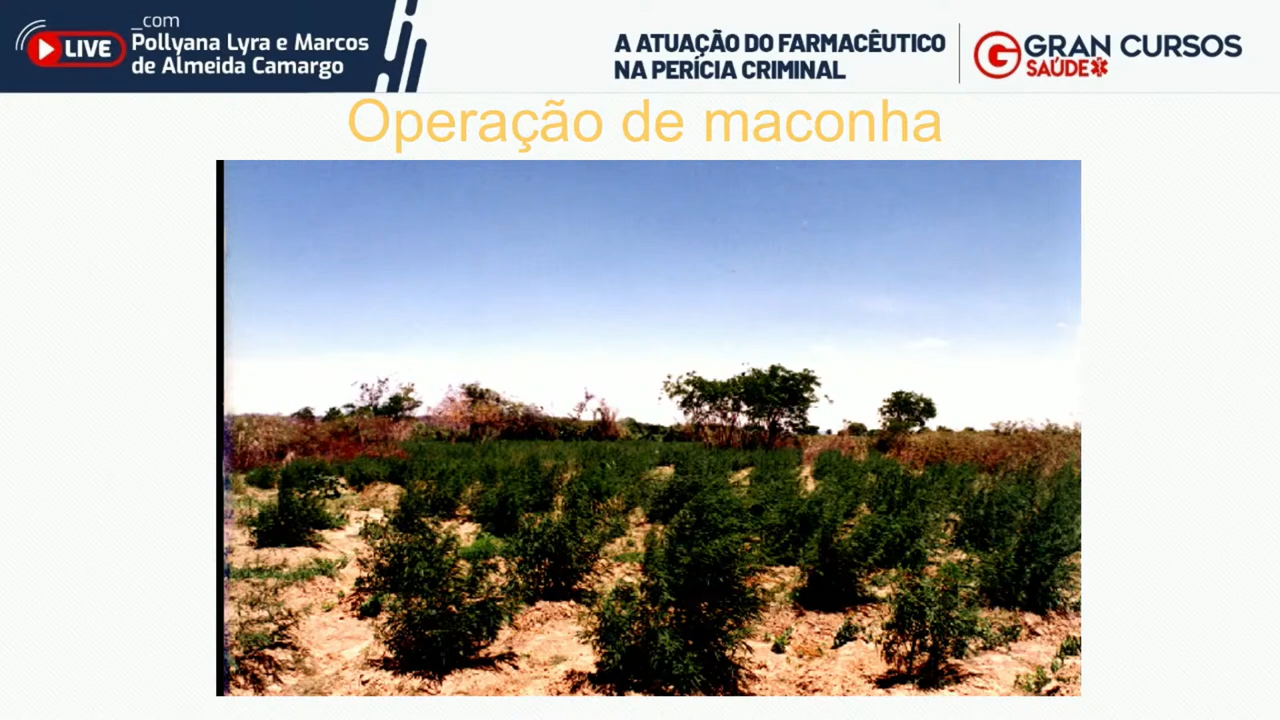 _com
LIVE
Pollyana Lyra e Marcos
de Almeida Camargo
A ATUAÇÃO DO FARMACÊUTICO
NA PERÍCIA CRIMINAL
G GRAN CURSOS
SAÚDE
Operação de maconha